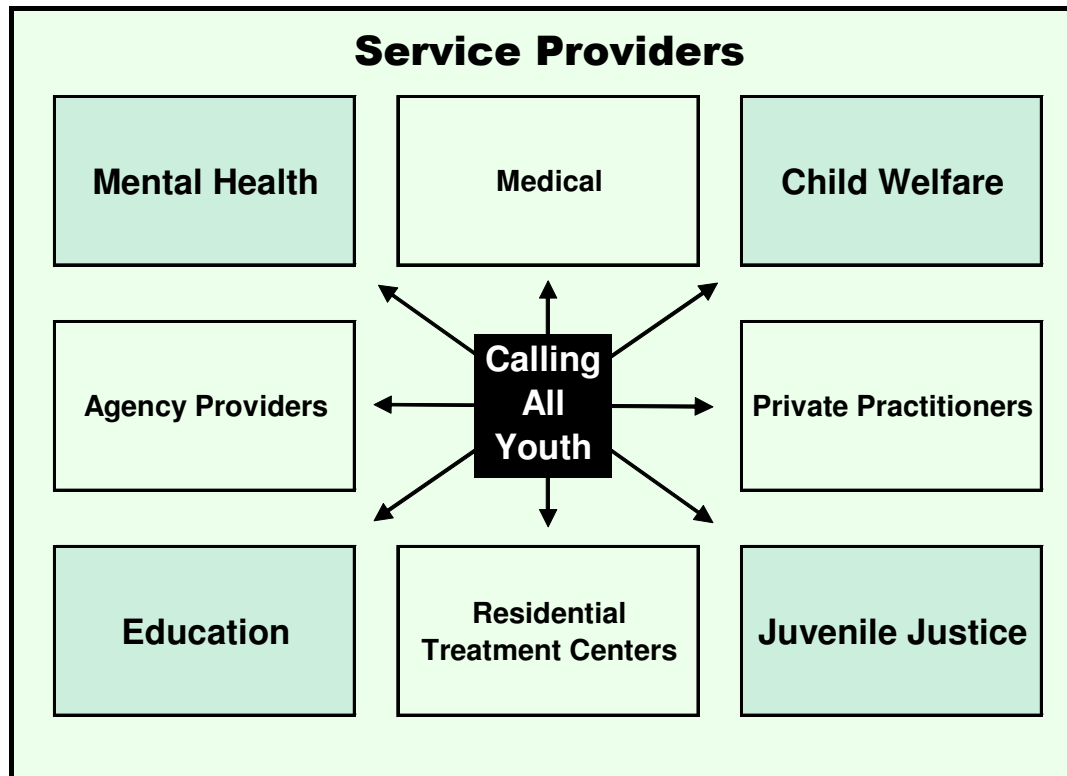 Service Providers
Mental Health
Medical
Child Welfare
Agency Providers
Calling
All
Youth
Private Practitioners
Education
Residential
Treatment Centers
Juvenile Justice